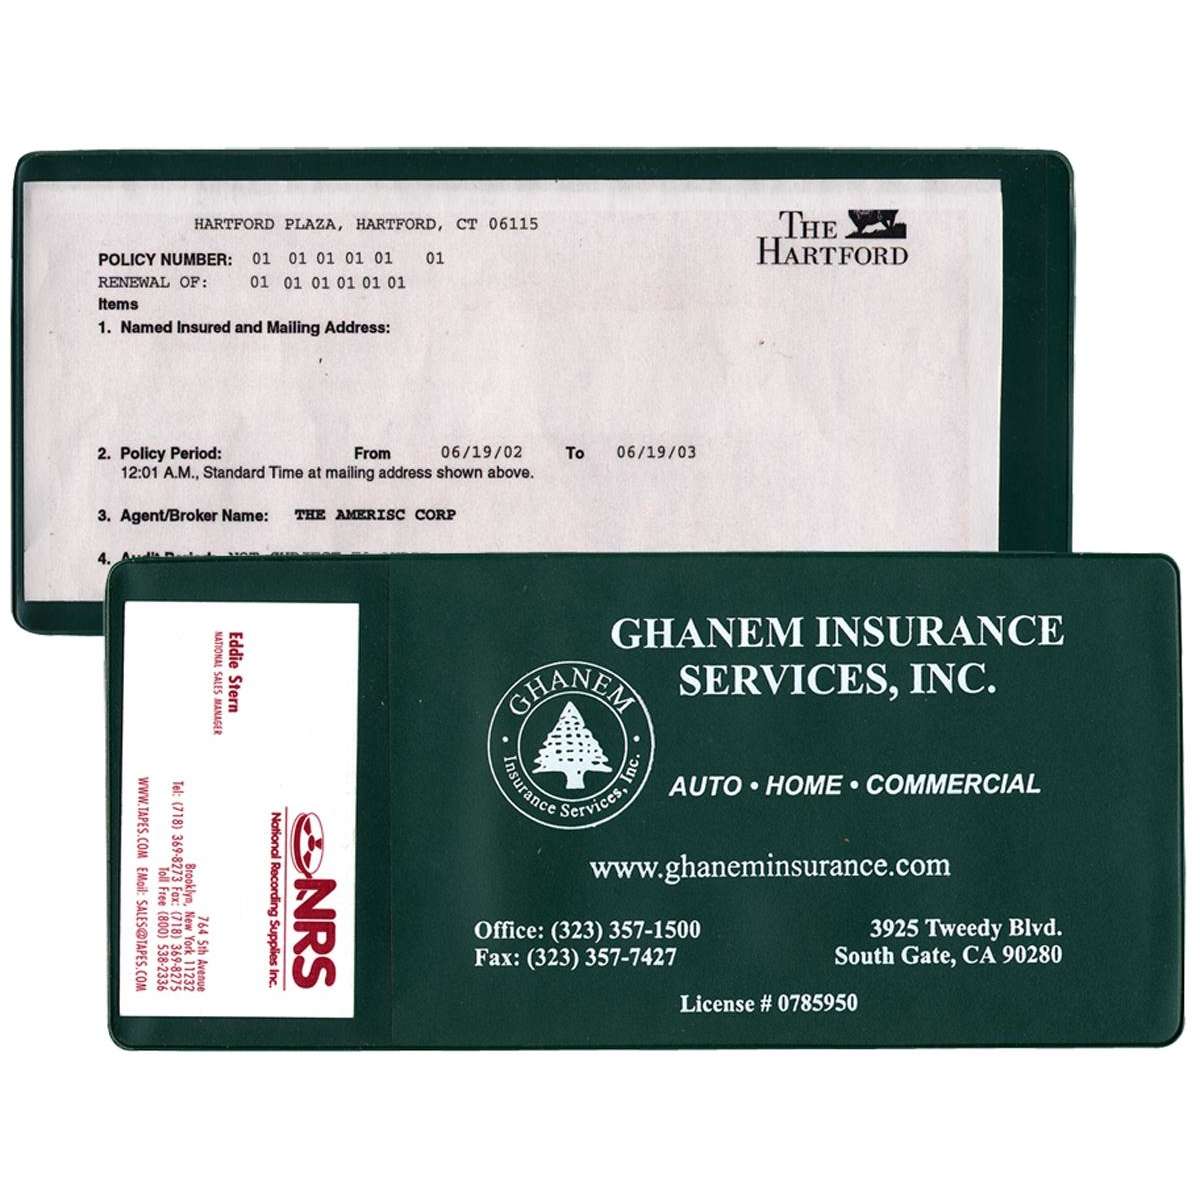 HARTFORD PLAZA, HARTFORD, CT 06115
THE
HARTFORD
POLICY NUMBER: 01 01 01 01 01 01
RENEWAL OF: 01 01 01 01 01 01
Items
1. Named Insured and Mailing Address:
2. Policy Period: From 06/19/02 To 06/19/03
12:01 A.M., Standard Time at mailing address shown above.
3. Agent/Broker Name: THE AMERISC CORP
4. Audit Period: NOT SUBJECT TO
Eddie Stern
NATIONAL SALES MANAGER
NRS
National Recording Supplies Inc.
764 5th Avenue
Brooklyn, New York 11232
Tel: (718) 369-8273 Fax: (718) 369-8275
Toll Free (800) 538-2336
WWW.TAPES.COM EMail: SALES@TAPES.COM
GHANEM INSURANCE
SERVICES, INC.
GHANEM
Insurance Services, Inc.
AUTO • HOME • COMMERCIAL
www.ghaneminsurance.com
Office: (323) 357-1500
Fax: (323) 357-7427
3925 Tweedy Blvd.
South Gate, CA 90280
License # 0785950